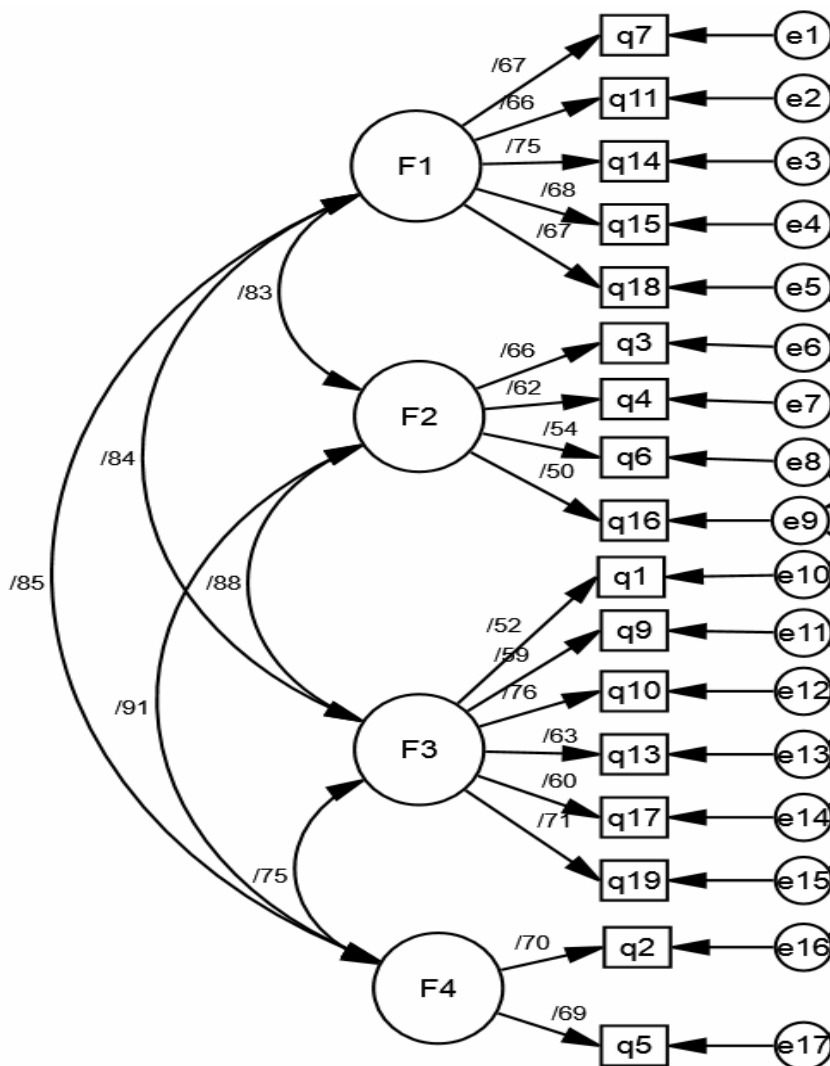 q7
e1
/67
q11
e2
/66
q14
e3
/75
F1
q15
e4
/68
q18
e5
/67
/83
q3
e6
/66
q4
e7
/62
F2
q6
e8
/54
q16
e9
/50
/84
/85
/88
q1
e10
/52
q9
e11
/59
q10
e12
/76
/91
F3
q13
e13
/63
q17
e14
/60
q19
e15
/71
/75
q2
e16
/70
F4
q5
e17
/69